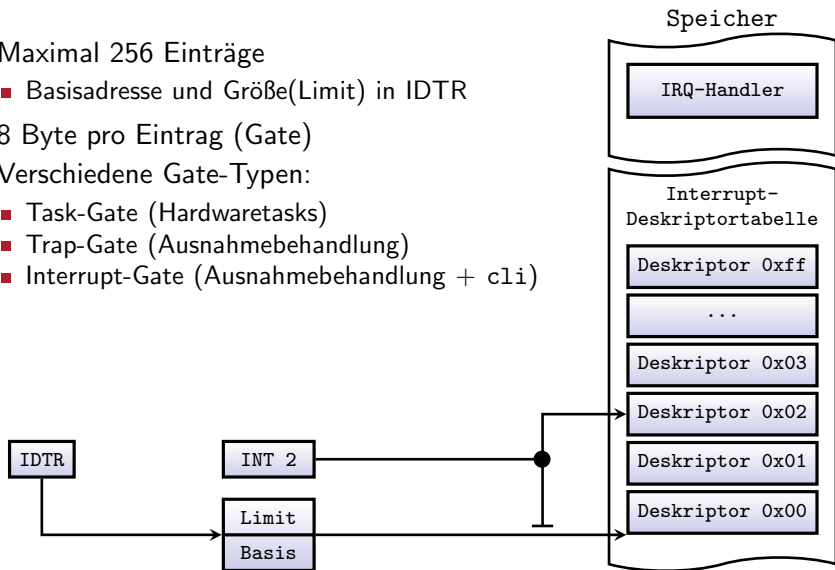 Maximal 256 Einträge
Basisadresse und Größe(Limit) in IDTR
8 Byte pro Eintrag (Gate)
Verschiedene Gate-Typen:
Task-Gate (Hardwaretasks)
Trap-Gate (Ausnahmebehandlung)
Interrupt-Gate (Ausnahmebehandlung + cli)
Speicher
IRQ-Handler
Interrupt-
Deskriptortabelle
Deskriptor 0xff
...
Deskriptor 0x03
Deskriptor 0x02
Deskriptor 0x01
Deskriptor 0x00
IDTR
INT 2
Limit
Basis